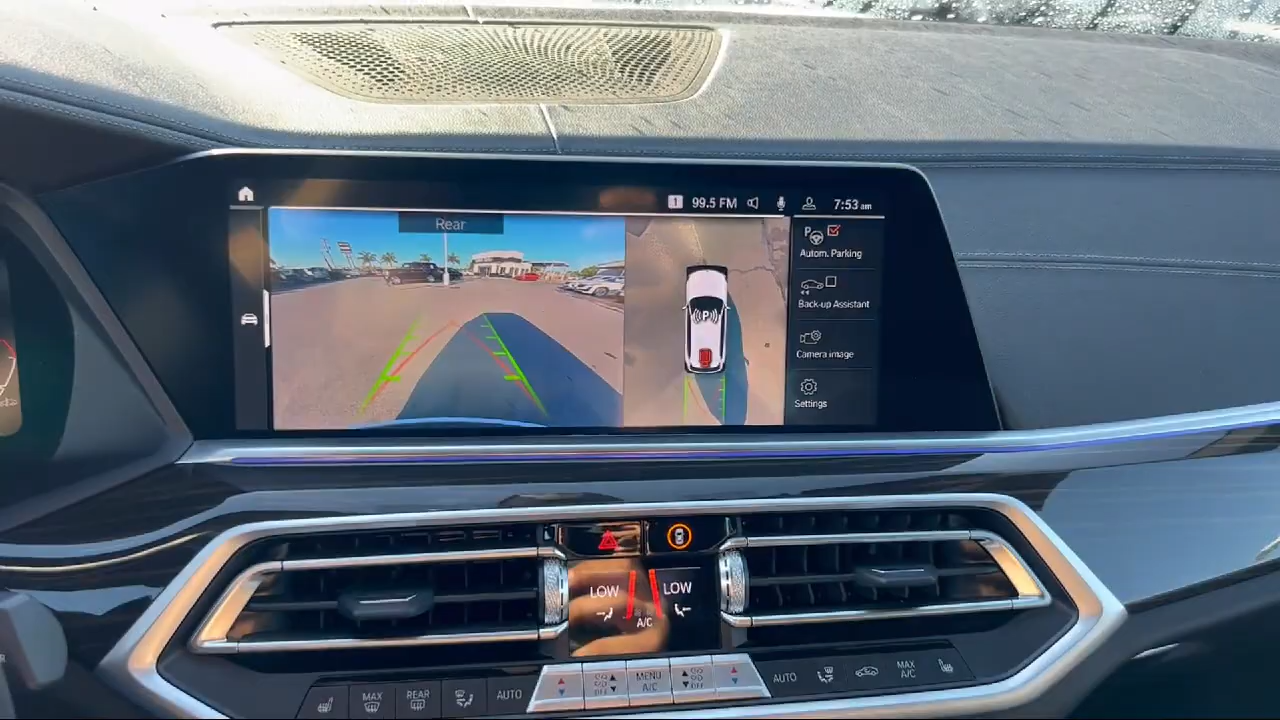 1 99.5 FM 7:53 am
Rear
P
Autom. Parking
Back-up Assistant
Camera image
Settings
P
LOW LOW
A/C
MAX
REAR
AUTO
MENU
A/C
AUTO
MAX
A/C